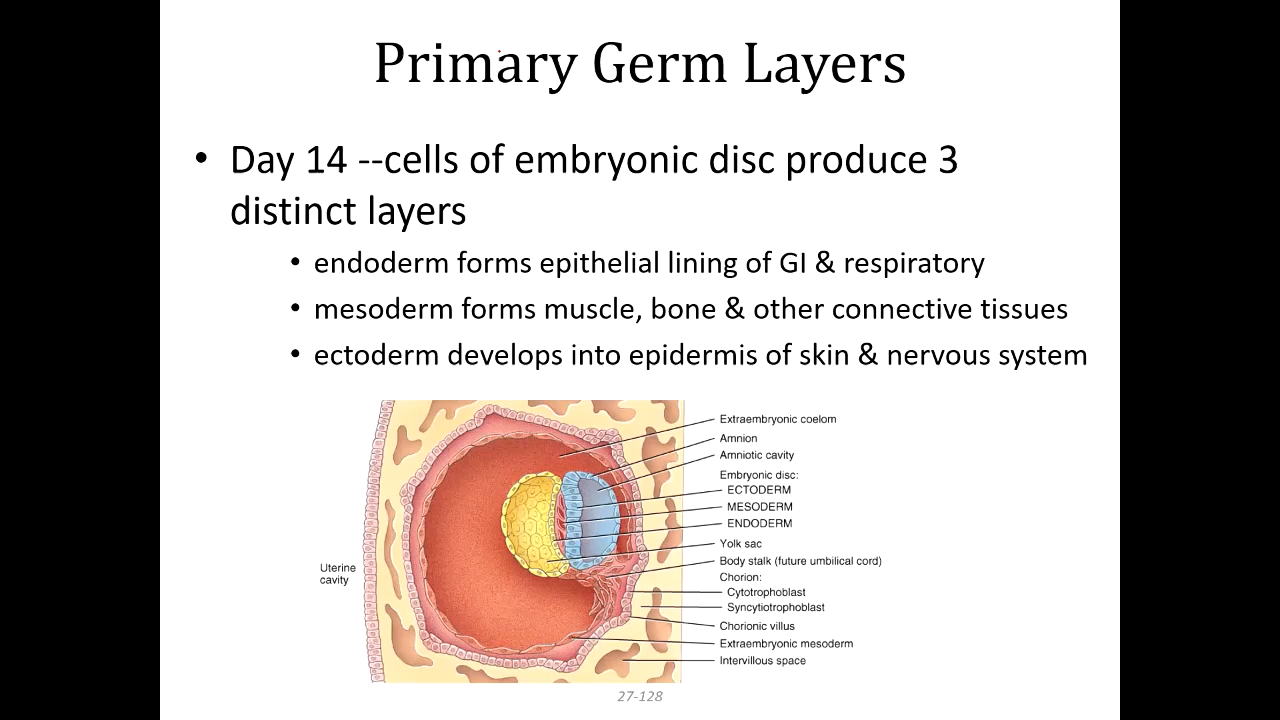 Primary Germ Layers
• Day 14 --cells of embryonic disc produce 3
distinct layers
• endoderm forms epithelial lining of GI & respiratory
• mesoderm forms muscle, bone & other connective tissues
• ectoderm develops into epidermis of skin & nervous system
Extraembryonic coelom
Amnion
Amniotic cavity
Embryonic disc:
ECTODERM
MESODERM
ENDODERM
Yolk sac
Body stalk (future umbilical cord)
Chorion:
Cytotrophoblast
Syncytiotrophoblast
Chorionic villus
Extraembryonic mesoderm
Intervillous space
Uterine
cavity
27-128